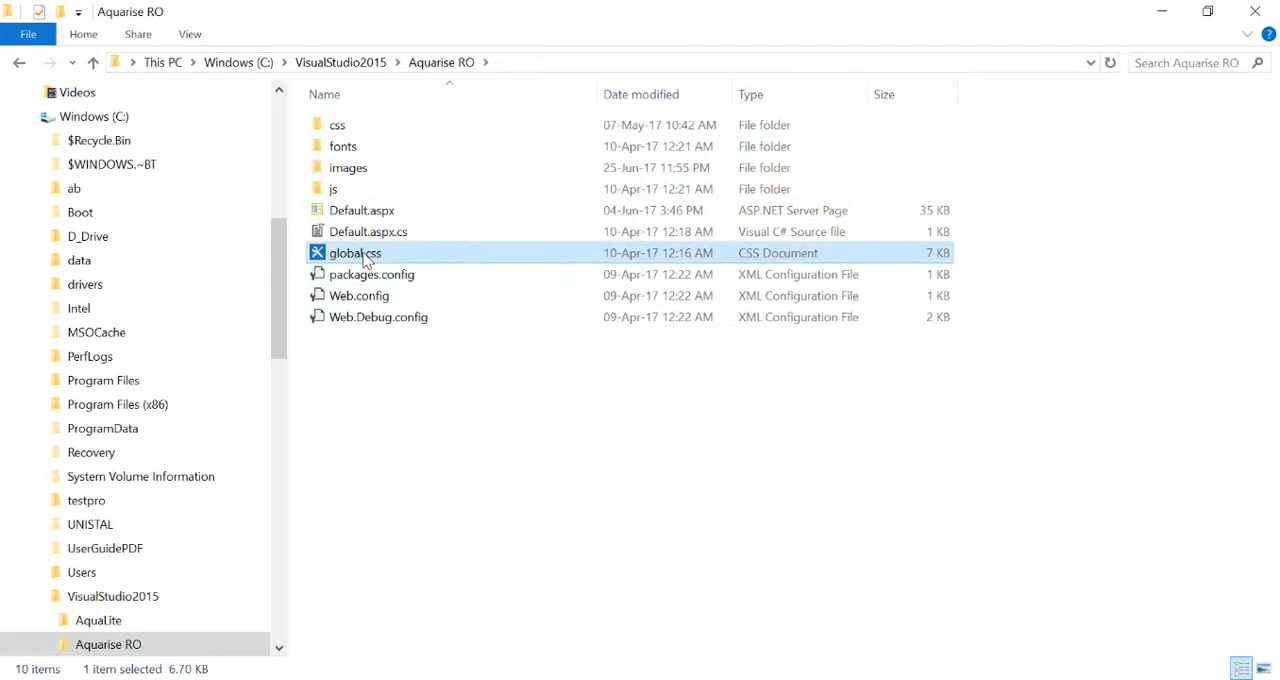 Aquarise RO
File Home Share View
This PC Windows (C:) VisualStudio2015 Aquarise RO Search Aquarise RO
Videos
Windows (C:)
$Recycle.Bin
$WINDOWS.~BT
ab
Boot
D_Drive
data
drivers
Intel
MSOCache
PerfLogs
Program Files
Program Files (x86)
ProgramData
Recovery
System Volume Information
testpro
UNISTAL
UserGuidePDF
Users
VisualStudio2015
AquaLite
Aquarise RO
Name Date modified Type Size
css 07-May-17 10:42 AM File folder
fonts 10-Apr-17 12:21 AM File folder
images 25-Jun-17 11:55 PM File folder
js 10-Apr-17 12:21 AM File folder
Default.aspx 04-Jun-17 3:46 PM ASP.NET Server Page 35 KB
Default.aspx.cs 10-Apr-17 12:18 AM Visual C# Source file 1 KB
global.css 10-Apr-17 12:16 AM CSS Document 7 KB
packages.config 09-Apr-17 12:22 AM XML Configuration File 1 KB
Web.config 09-Apr-17 12:22 AM XML Configuration File 1 KB
Web.Debug.config 09-Apr-17 12:22 AM XML Configuration File 2 KB
10 items 1 item selected 6.70 KB